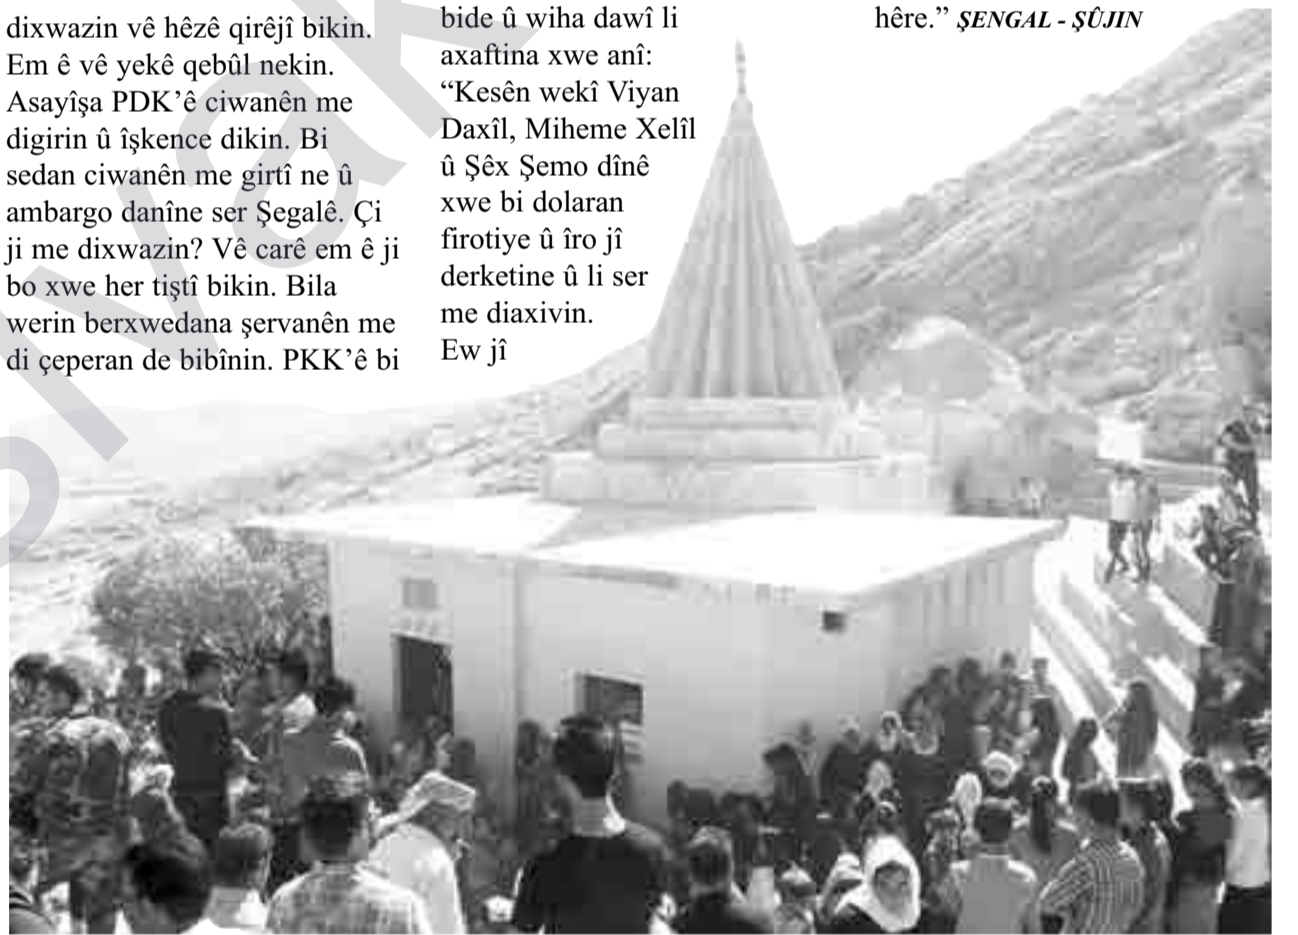 dixwazin vê hêzê qirêjî bikin.
Em ê vê yekê qebûl nekin.
Asayîşa PDK’ê ciwanên me
digirin û îşkence dikin. Bi
sedan ciwanên me girtî ne û
ambargo danîne ser Şegalê. Çi
ji me dixwazin? Vê carê em ê ji
bo xwe her tiştî bikin. Bila
werin berxwedana şervanên me
di çeperan de bibînin. PKK’ê bi
bide û wiha dawî li
axaftina xwe anî:
“Kesên wekî Viyan
Daxîl, Miheme Xelîl
û Şêx Şemo dînê
xwe bi dolaran
firotiye û îro jî
derketine û li ser
me diaxivin.
Ew jî
hêre.” ŞENGAL - ŞÛJIN